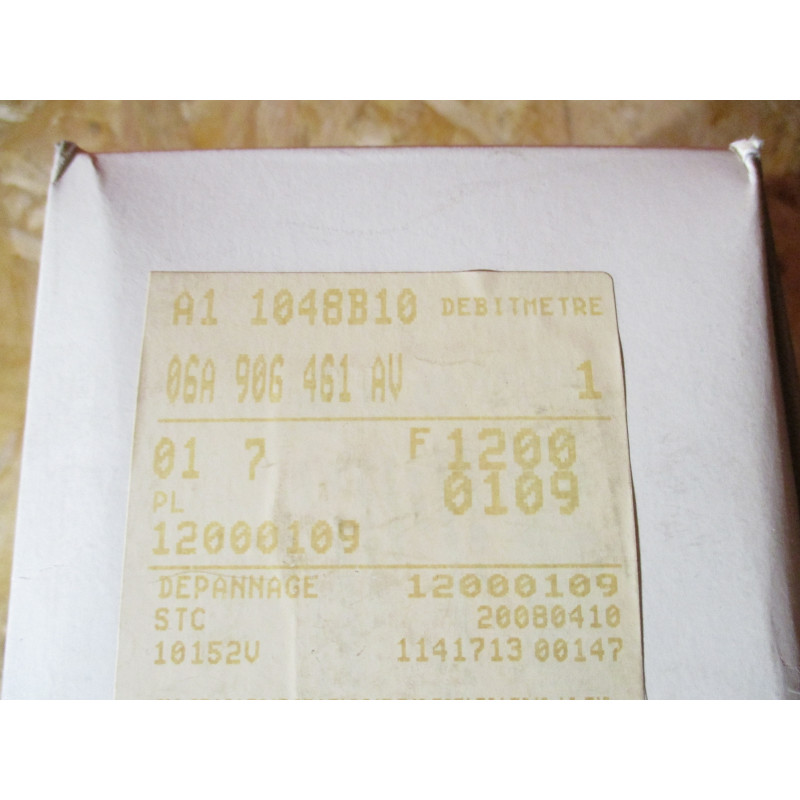 A1 1048B10 DEBITMETRE
06A 906 461 AV 1
01 7 F 1200
PL 0109
12000109
DEPANNAGE 12000109
STC 20080410
10152V 1141713 00147